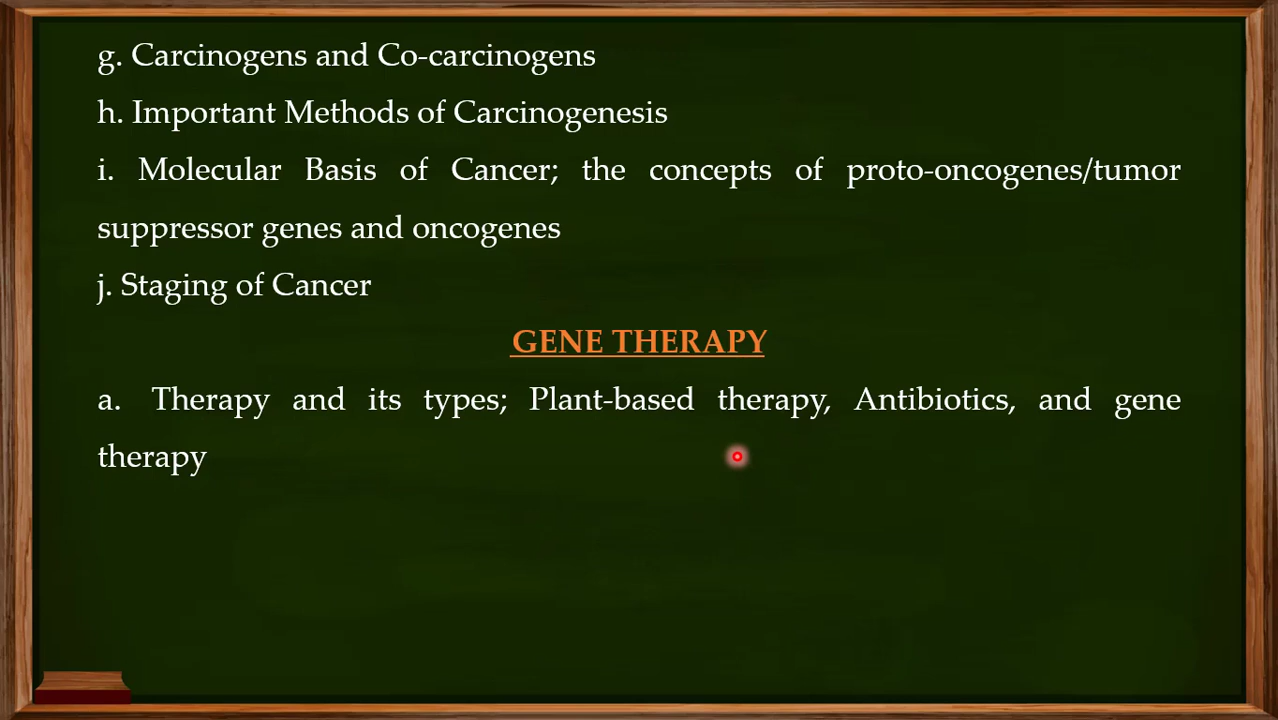 g. Carcinogens and Co-carcinogens
h. Important Methods of Carcinogenesis
i. Molecular Basis of Cancer; the concepts of proto-oncogenes/tumor
suppressor genes and oncogenes
j. Staging of Cancer
GENE THERAPY
a. Therapy and its types; Plant-based therapy, Antibiotics, and gene
therapy